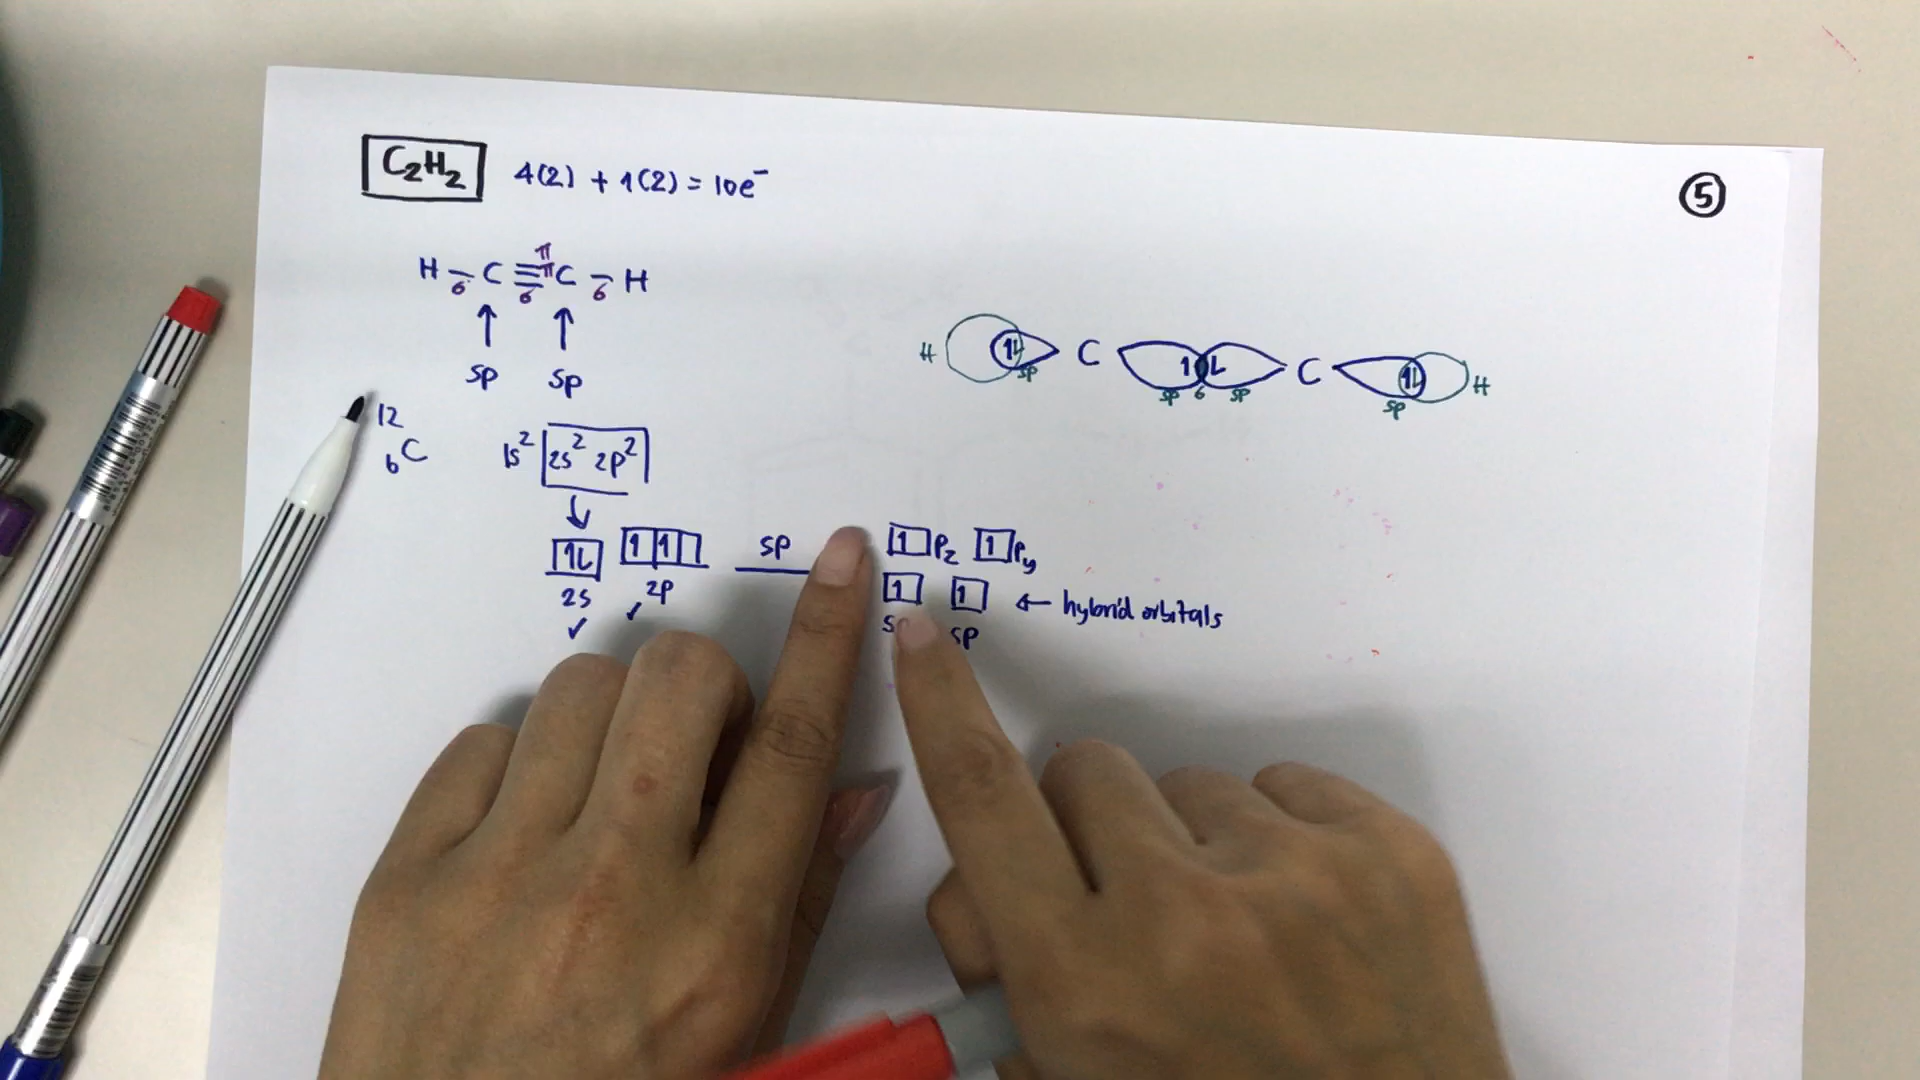 C₂H₂ 4(2) + 1(2) = 10e⁻
5
π
H - C ≡ π C - H
σ σ σ
sp sp
12
6 C 1s² 2s² 2p²
H 1L sp C 1L C 1L H
sp σ sp sp
1L 1 1 sp 1 Pz 1 Py
2s 2p 1 1 ← hybrid orbitals
✓ ✓ sp